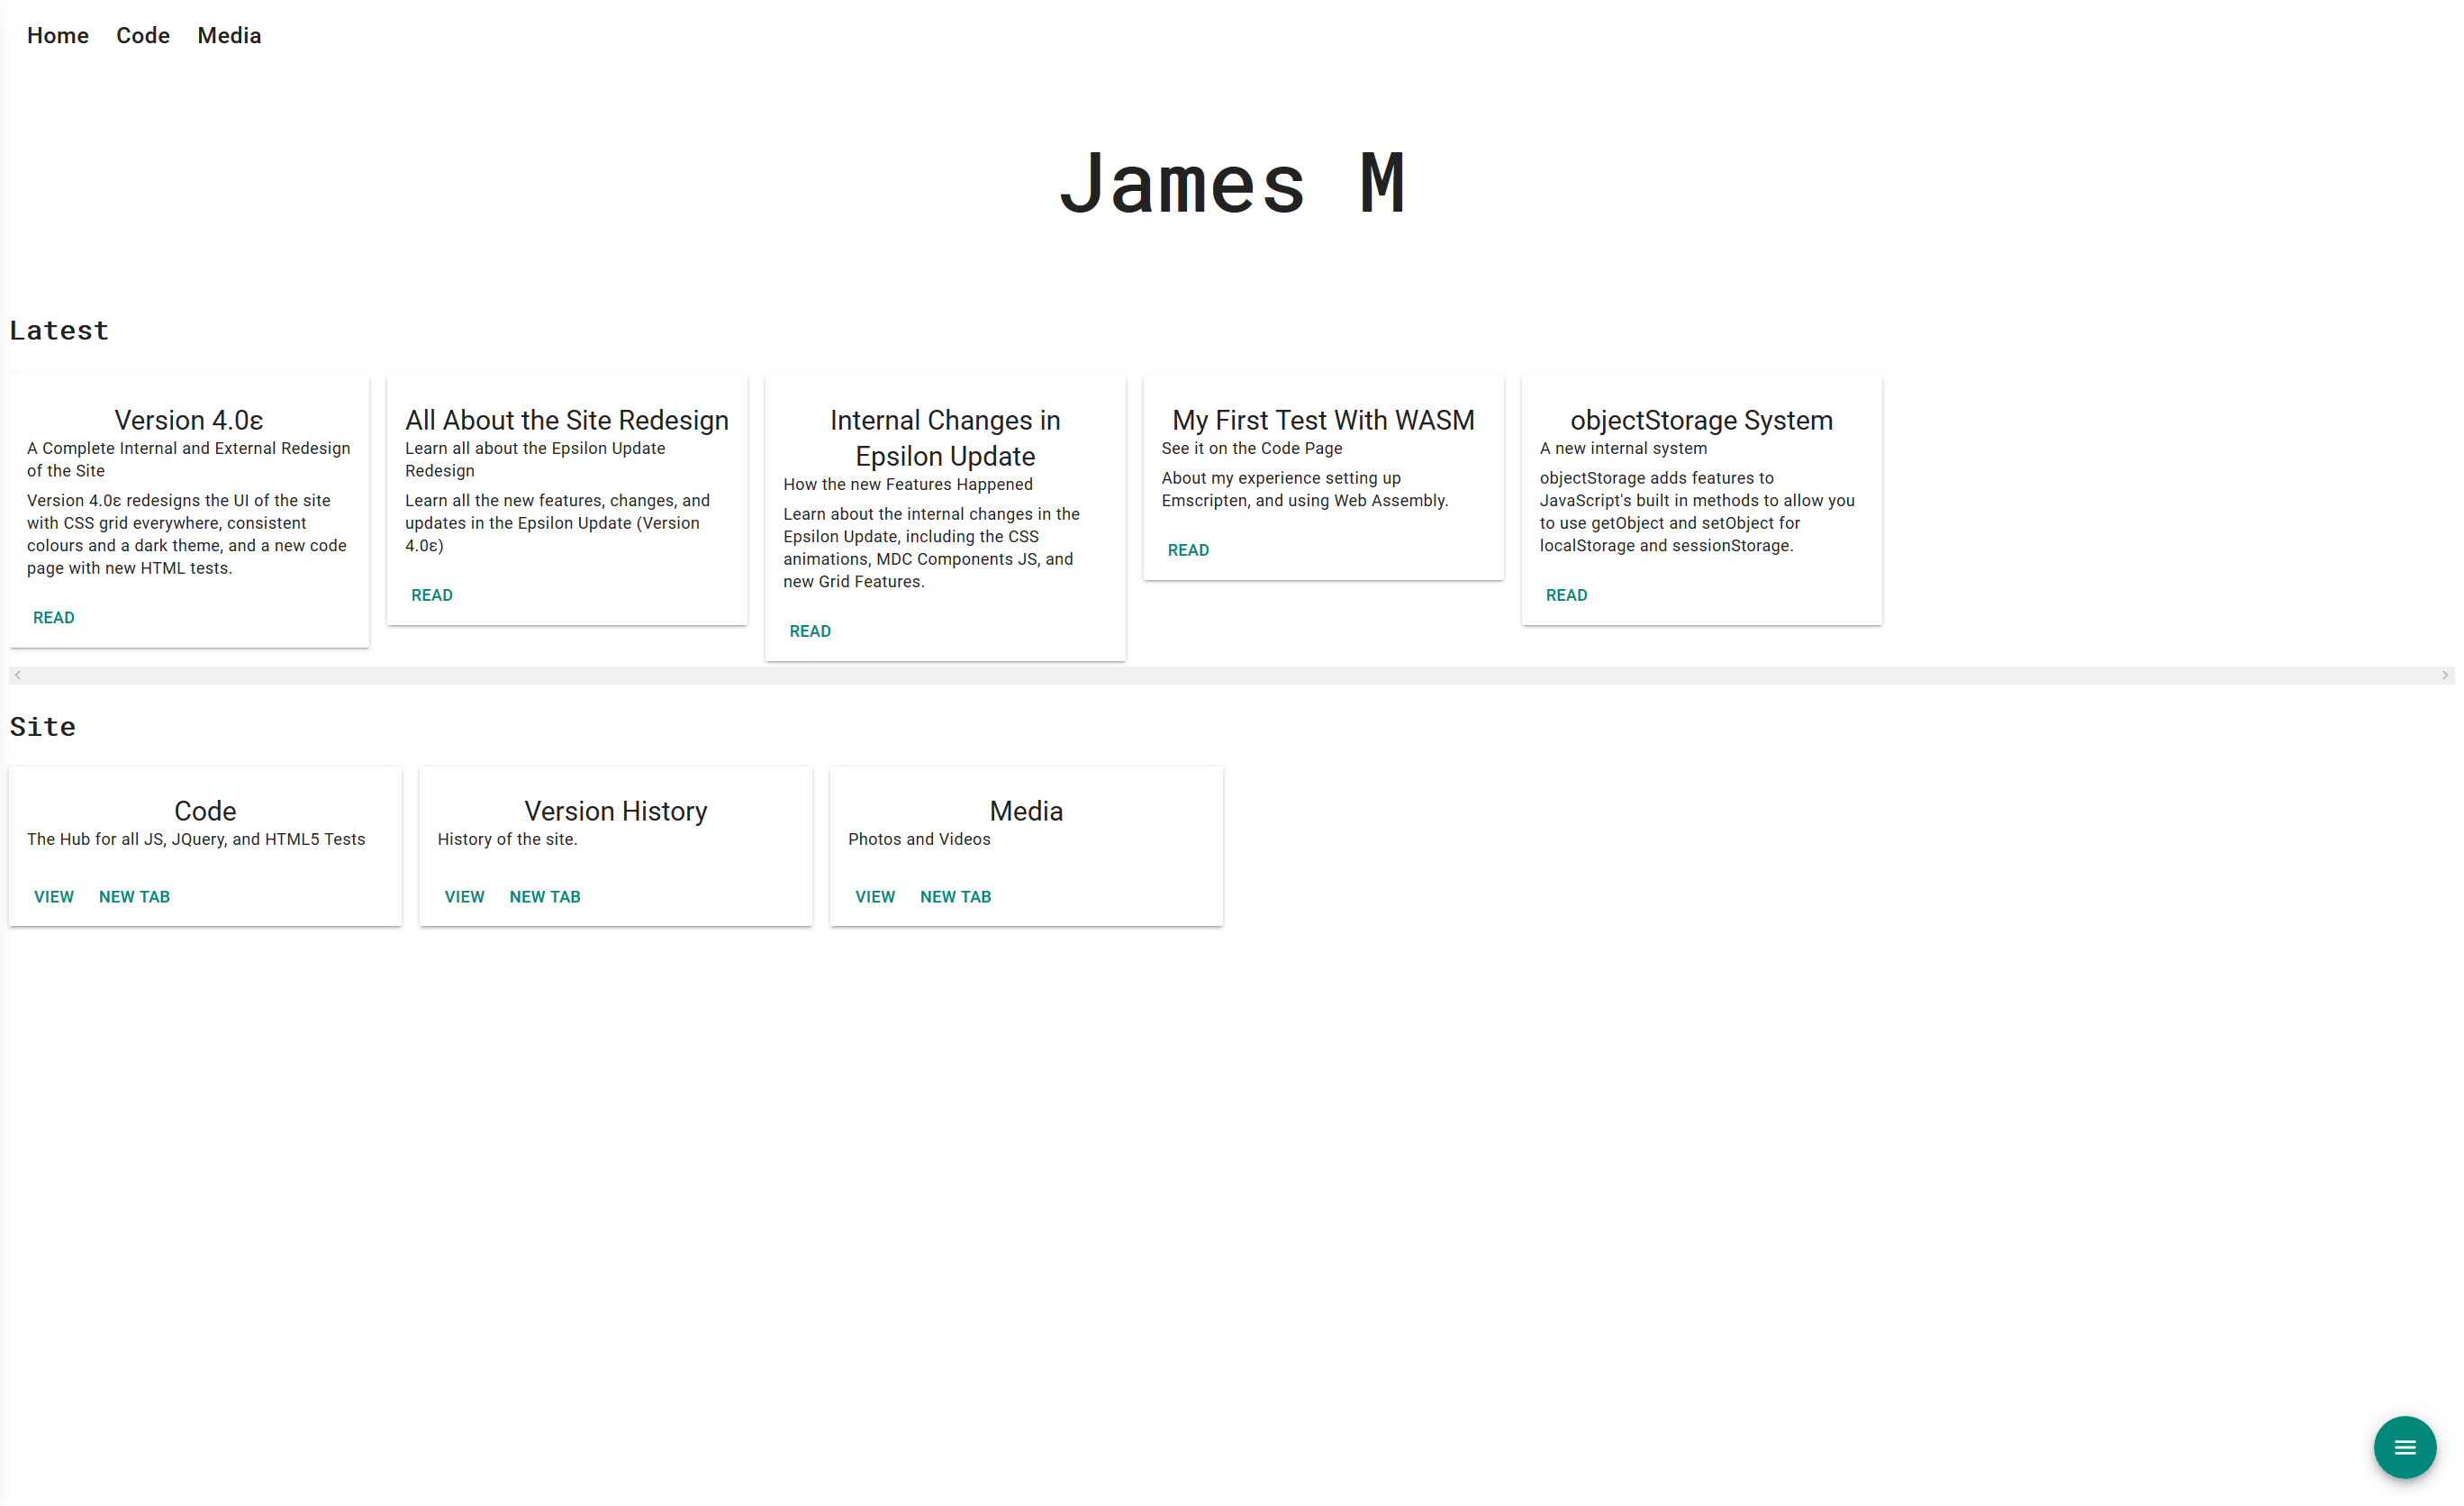 Home Code Media
James M
Latest
Version 4.0ε
A Complete Internal and External Redesign
of the Site
Version 4.0ε redesigns the UI of the site
with CSS grid everywhere, consistent
colours and a dark theme, and a new code
page with new HTML tests.
READ
All About the Site Redesign
Learn all about the Epsilon Update
Redesign
Learn all the new features, changes, and
updates in the Epsilon Update (Version
4.0ε)
READ
Internal Changes in
Epsilon Update
How the new Features Happened
Learn about the internal changes in the
Epsilon Update, including the CSS
animations, MDC Components JS, and
new Grid Features.
READ
My First Test With WASM
See it on the Code Page
About my experience setting up
Emscripten, and using Web Assembly.
READ
objectStorage System
A new internal system
objectStorage adds features to
JavaScript's built in methods to allow you
to use getObject and setObject for
localStorage and sessionStorage.
READ
Site
Code
The Hub for all JS, JQuery, and HTML5 Tests
VIEW NEW TAB
Version History
History of the site.
VIEW NEW TAB
Media
Photos and Videos
VIEW NEW TAB